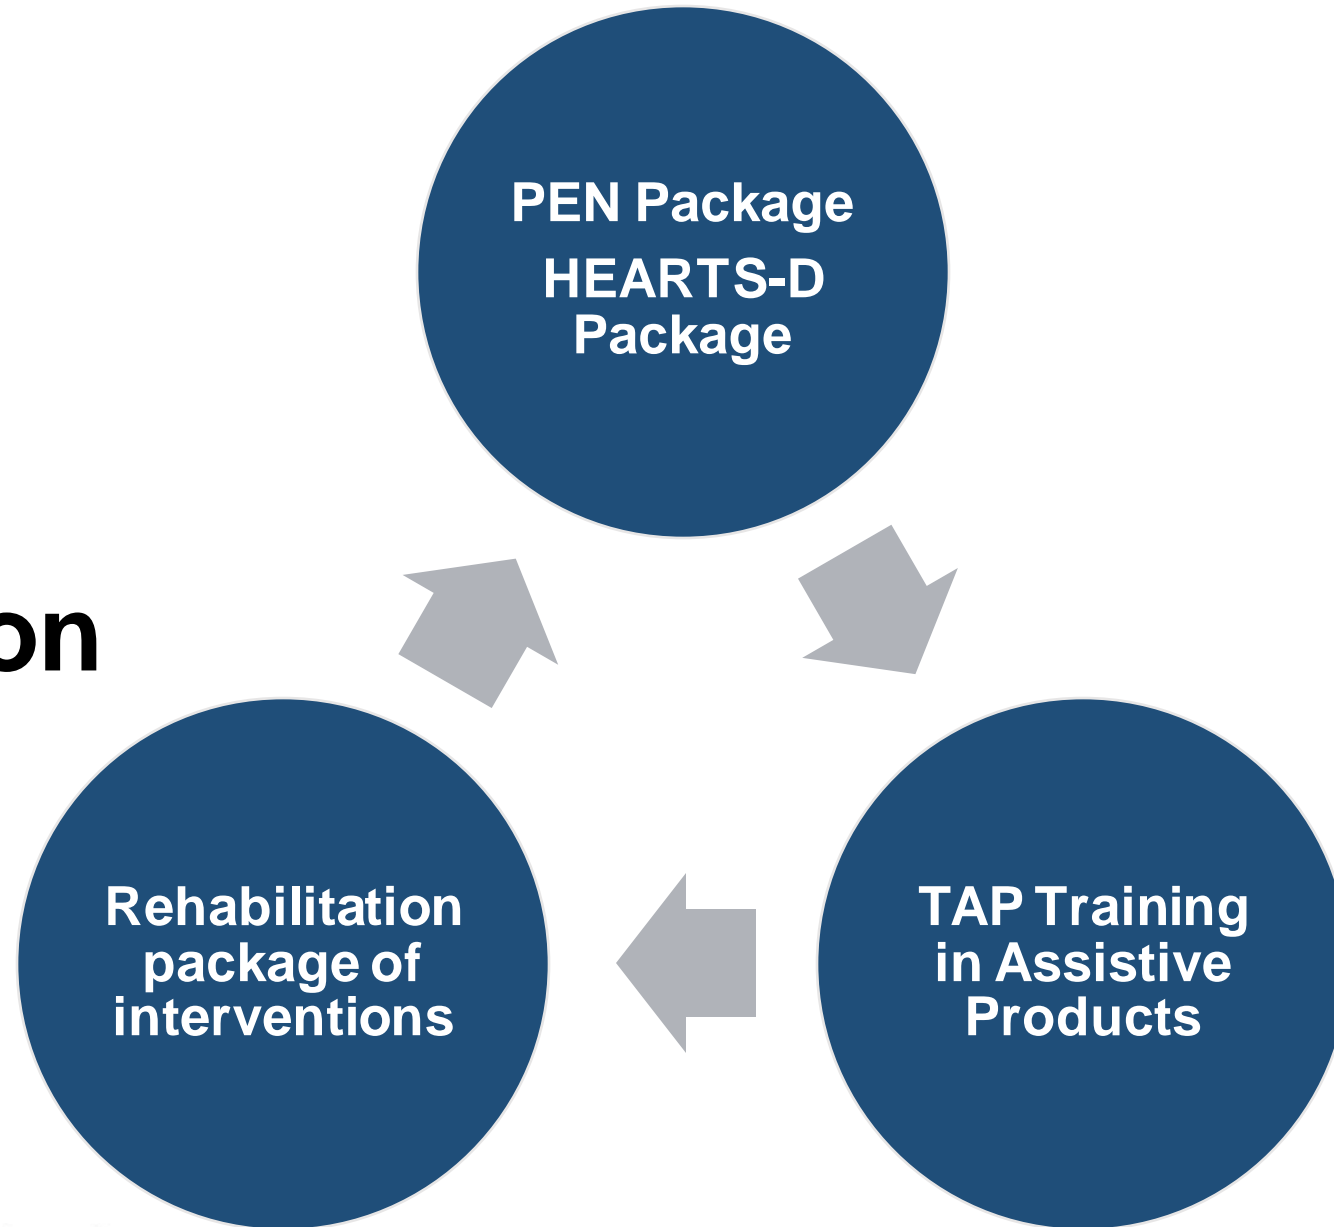 PEN Package
HEARTS-D
Package
on
Rehabilitation
package of
interventions
TAP Training
in Assistive
Products